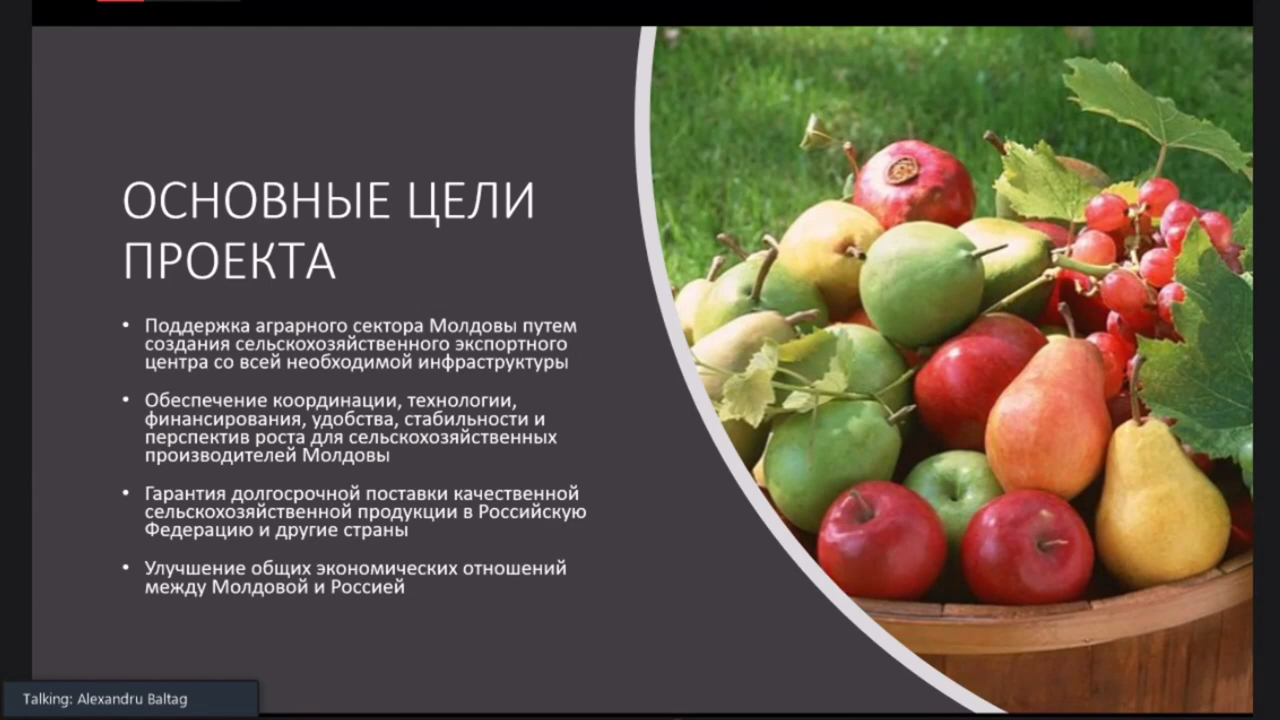 ОСНОВНЫЕ ЦЕЛИ
ПРОЕКТА
• Поддержка аграрного сектора Молдовы путем
создания сельскохозяйственного экспортного
центра со всей необходимой инфраструктуры
• Обеспечение координации, технологии,
финансирования, удобства, стабильности и
перспектив роста для сельскохозяйственных
производителей Молдовы
• Гарантия долгосрочной поставки качественной
сельскохозяйственной продукции в Российскую
Федерацию и другие страны
• Улучшение общих экономических отношений
между Молдовой и Россией
Talking: Alexandru Baltag